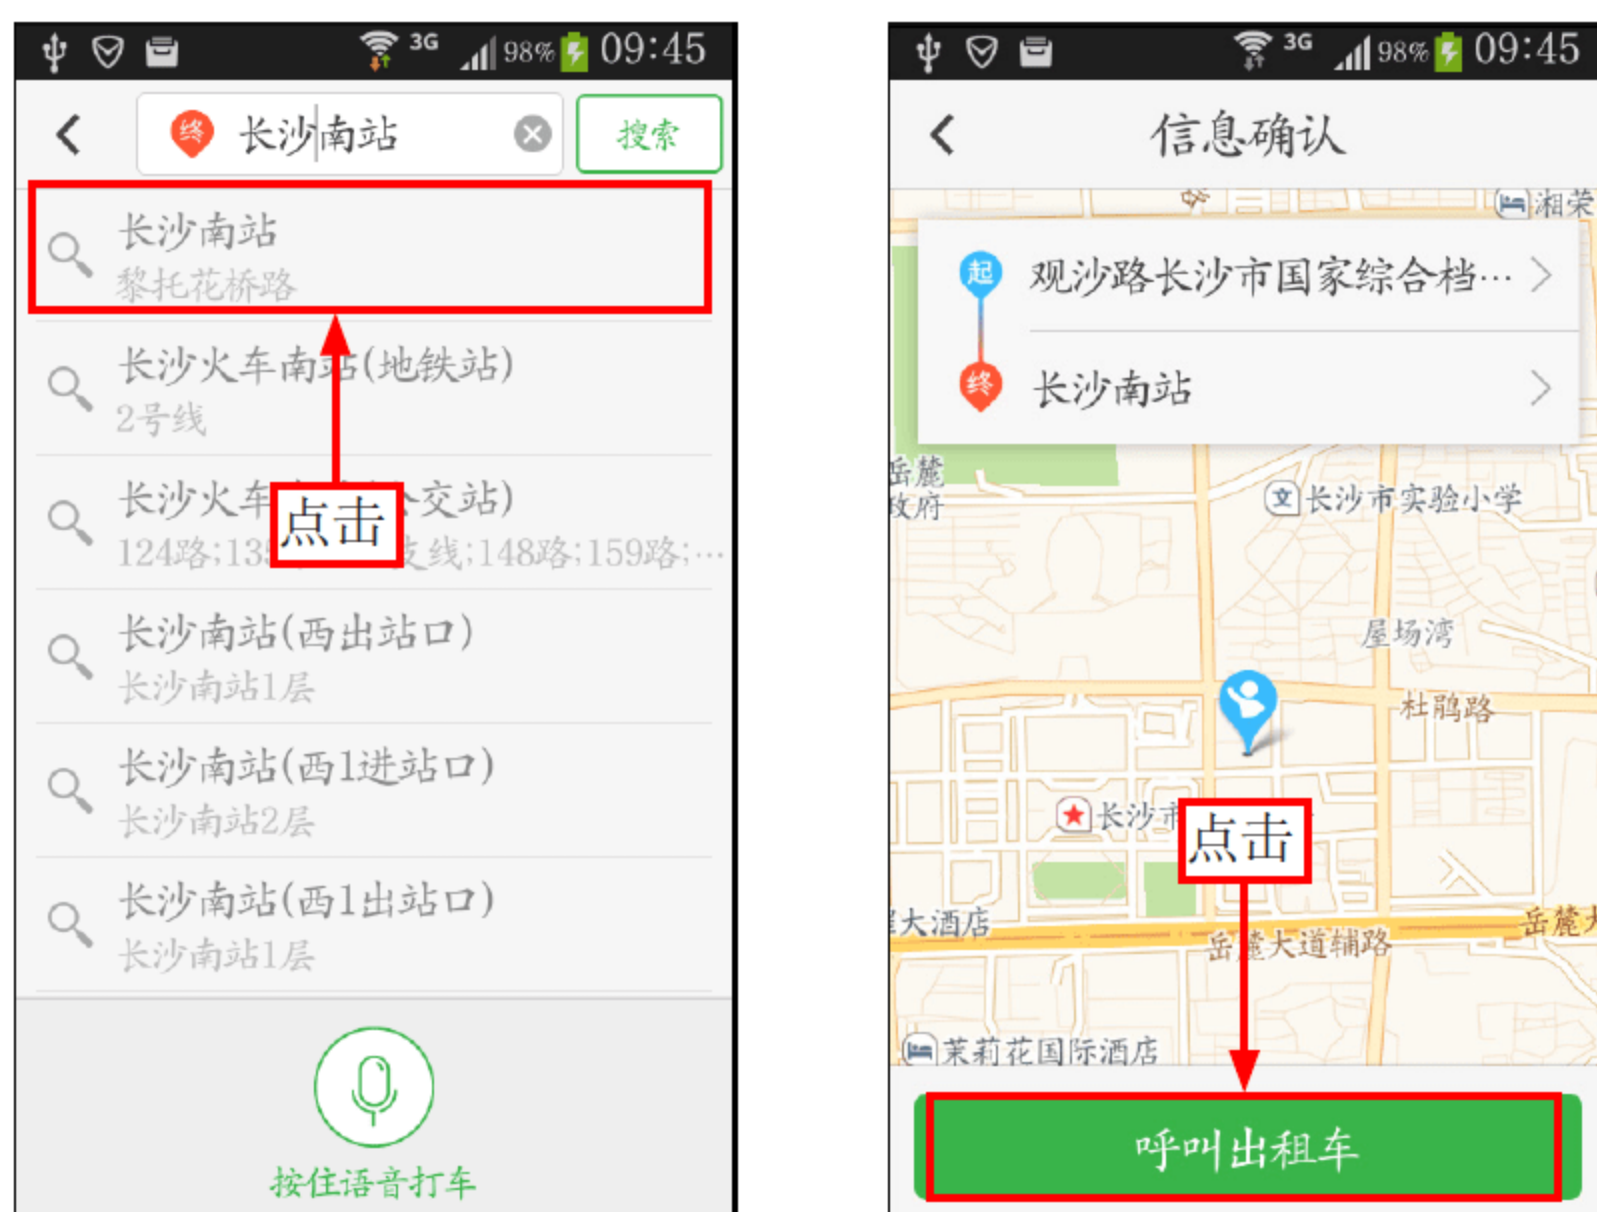 3G 98% 09:45
终 长沙南站 搜索
长沙南站
黎托花桥路
长沙火车南站(地铁站)
2号线
长沙火车 交站)
点击
124路;13 支线;148路;159路;…
长沙南站(西出站口)
长沙南站1层
长沙南站(西1进站口)
长沙南站2层
长沙南站(西1出站口)
长沙南站1层
按住语音打车
3G 98% 09:45
信息确认
湘荣
起 观沙路长沙市国家综合档…
终 长沙南站
岳麓
政府
文 长沙市实验小学
屋场湾
杜鹃路
长沙市
点击
大酒店
岳麓大道辅路
岳麓大
茉莉花国际酒店
呼叫出租车